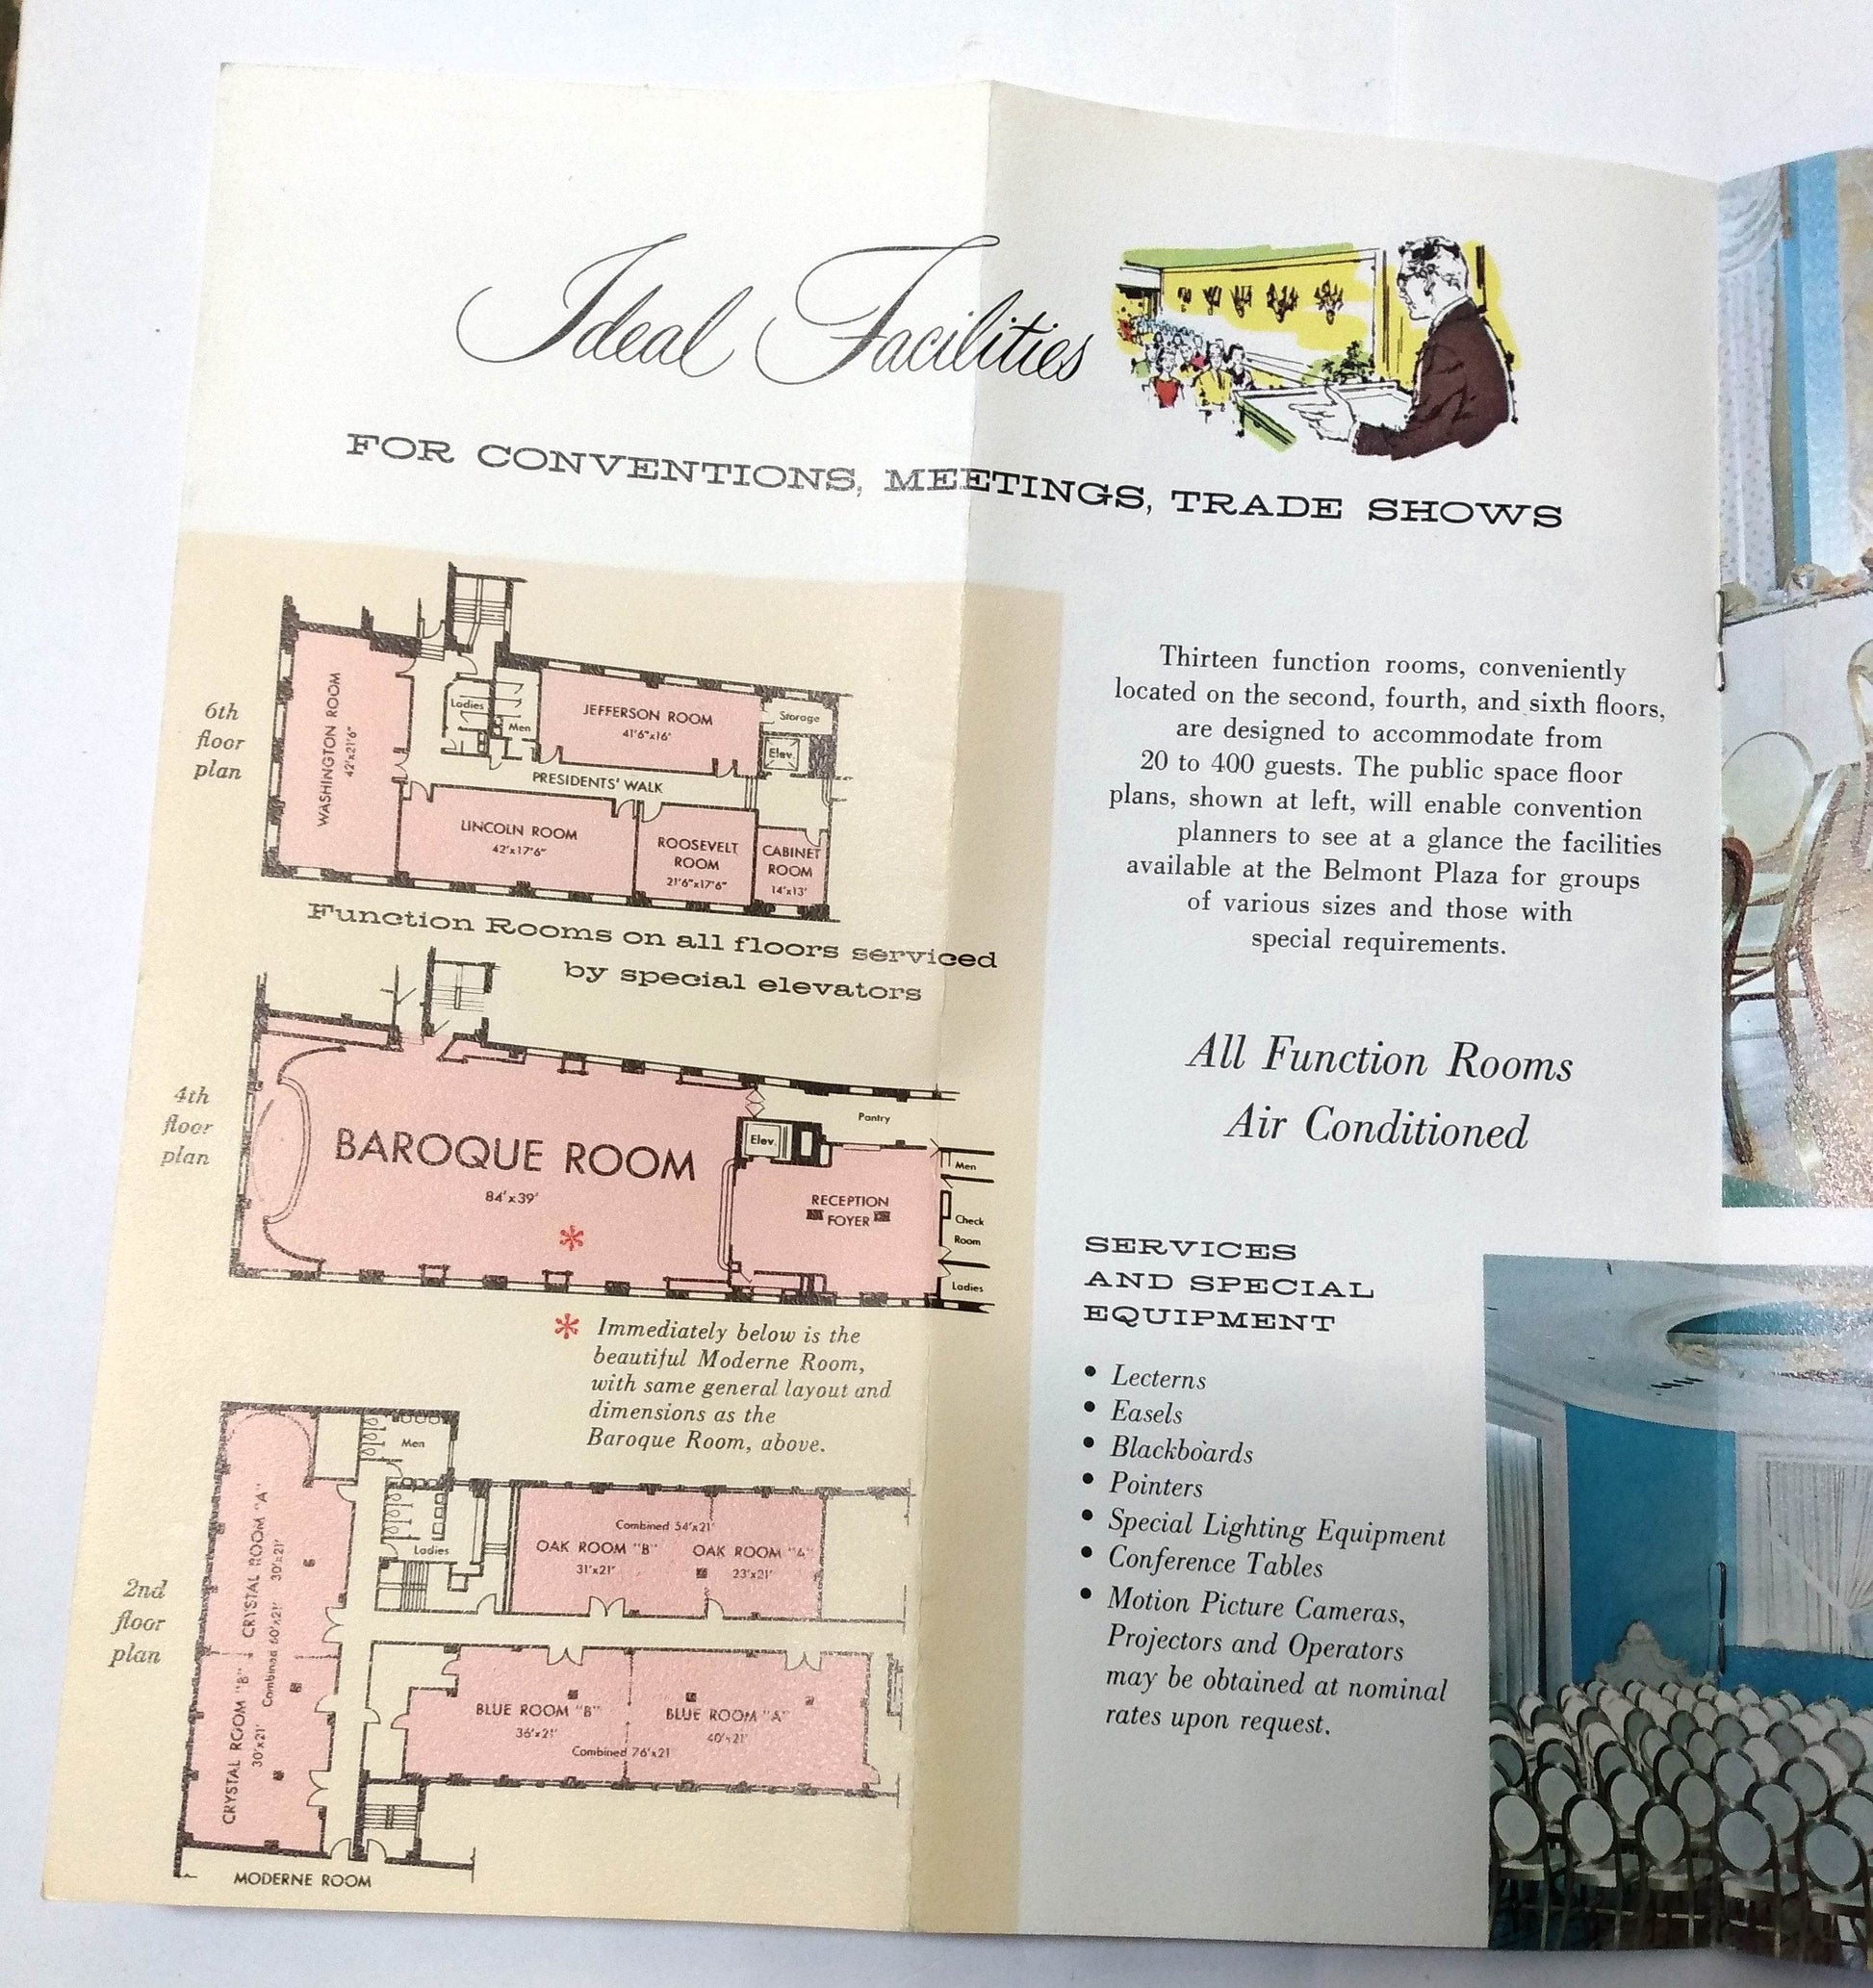 Ideal Facilities
FOR CONVENTIONS, MEETINGS, TRADE SHOWS
6th
floor
plan
WASHINGTON ROOM
42'x21'6"
Ladies
Men
JEFFERSON ROOM
41'6"x16'
Storage
Elev.
PRESIDENTS' WALK
LINCOLN ROOM
42'x17'6"
ROOSEVELT
ROOM
21'6"x17'6"
CABINET
ROOM
14'x13'
Function Rooms on all floors serviced
by special elevators
4th
floor
plan
BAROQUE ROOM
84'x39'
*
Elev.
Pantry
RECEPTION
FOYER
Men
Check
Room
Ladies
* Immediately below is the
beautiful Moderne Room,
with same general layout and
dimensions as the
Baroque Room, above.
2nd
floor
plan
Men
Ladies
CRYSTAL ROOM "A"
30'x21'
Combined 60'x21'
CRYSTAL ROOM "B"
30'x21'
Combined 54'x21'
OAK ROOM "B"
31'x21'
OAK ROOM "A"
23'x21'
BLUE ROOM "B"
36'x21'
BLUE ROOM "A"
40'x21'
Combined 76'x21
MODERNE ROOM
Thirteen function rooms, conveniently
located on the second, fourth, and sixth floors,
are designed to accommodate from
20 to 400 guests. The public space floor
plans, shown at left, will enable convention
planners to see at a glance the facilities
available at the Belmont Plaza for groups
of various sizes and those with
special requirements.
All Function Rooms
Air Conditioned
SERVICES
AND SPECIAL
EQUIPMENT
• Lecterns
• Easels
• Blackboards
• Pointers
• Special Lighting Equipment
• Conference Tables
• Motion Picture Cameras,
Projectors and Operators
may be obtained at nominal
rates upon request.